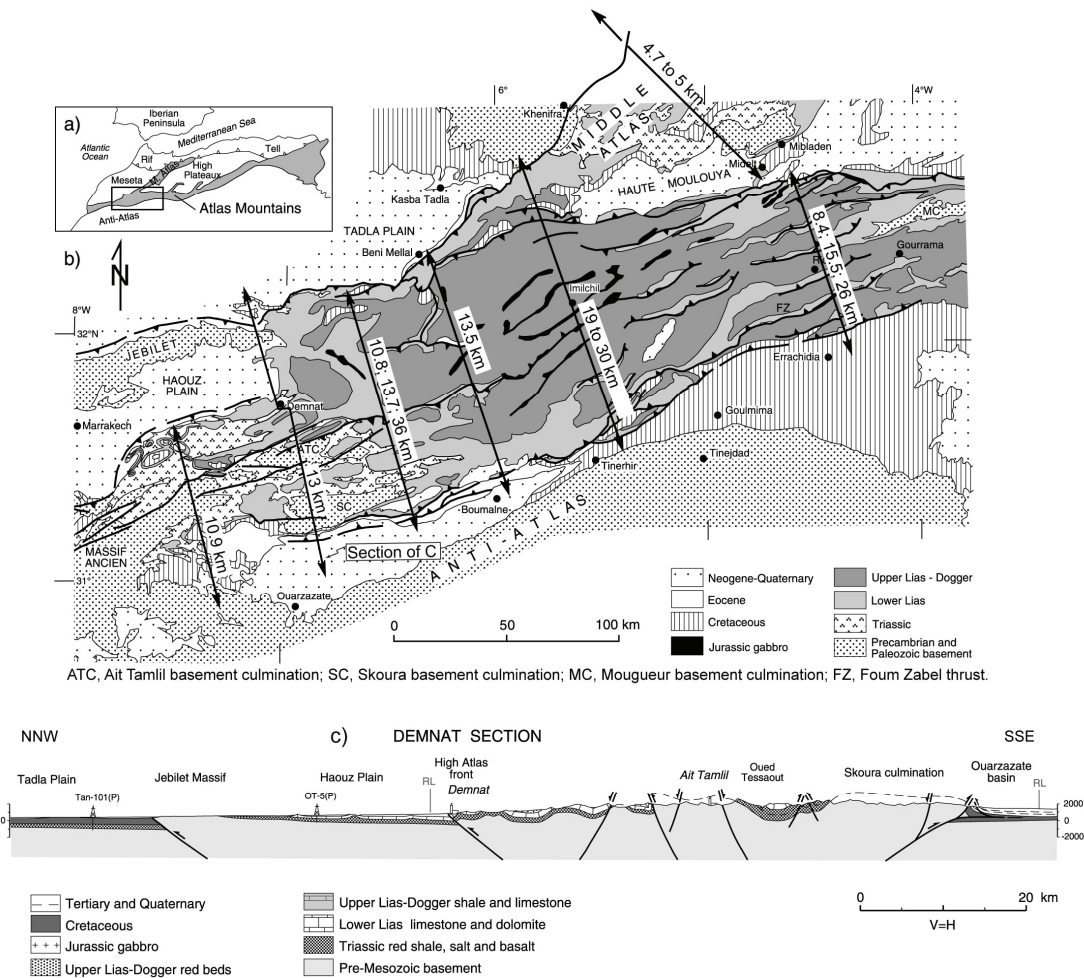 a)
Iberian
Peninsula
Mediterranean Sea
Atlantic
Ocean
Rif
Tell
M. Atlas
High
Plateaux
Meseta
Anti-Atlas
Atlas Mountains
b)
N
6°
4°W
8°W
32°N
31°
4.7 to 5 km
Khenifra
MIDDLE
ATLAS
Mibladen
Midelt
HAUTE MOULOUYA
Kasba Tadla
TADLA PLAIN
Beni Mellal
MC
Gourrama
Imilchil
FZ
Errachidia
JEBILET
HAOUZ
PLAIN
Demnat
Marrakech
ATC
SC
Goulmima
Tinejdad
Tinerhir
Boumalne
MASSIF
ANCIEN
Ouarzazate
ANTI-ATLAS
10.9 km
13 km
10.8; 13.7; 36 km
13.5 km
19 to 30 km
8.4; 15.5; 26 km
Section of C
0 50 100 km
Neogene-Quaternary
Eocene
Cretaceous
Jurassic gabbro
Upper Lias - Dogger
Lower Lias
Triassic
Precambrian and
Paleozoic basement
ATC, Ait Tamlil basement culmination; SC, Skoura basement culmination; MC, Mougueur basement culmination; FZ, Foum Zabel thrust.
NNW c) DEMNAT SECTION SSE
Tadla Plain
Jebilet Massif
Haouz Plain
High Atlas
front
Demnat
Ait Tamlil
Oued
Tessaout
Skoura culmination
Ouarzazate
basin
Tan-101(P)
OT-5(P)
RL
RL
0
2000
0
-2000
Tertiary and Quaternary
Cretaceous
Jurassic gabbro
Upper Lias-Dogger red beds
Upper Lias-Dogger shale and limestone
Lower Lias limestone and dolomite
Triassic red shale, salt and basalt
Pre-Mesozoic basement
0 20 km
V=H